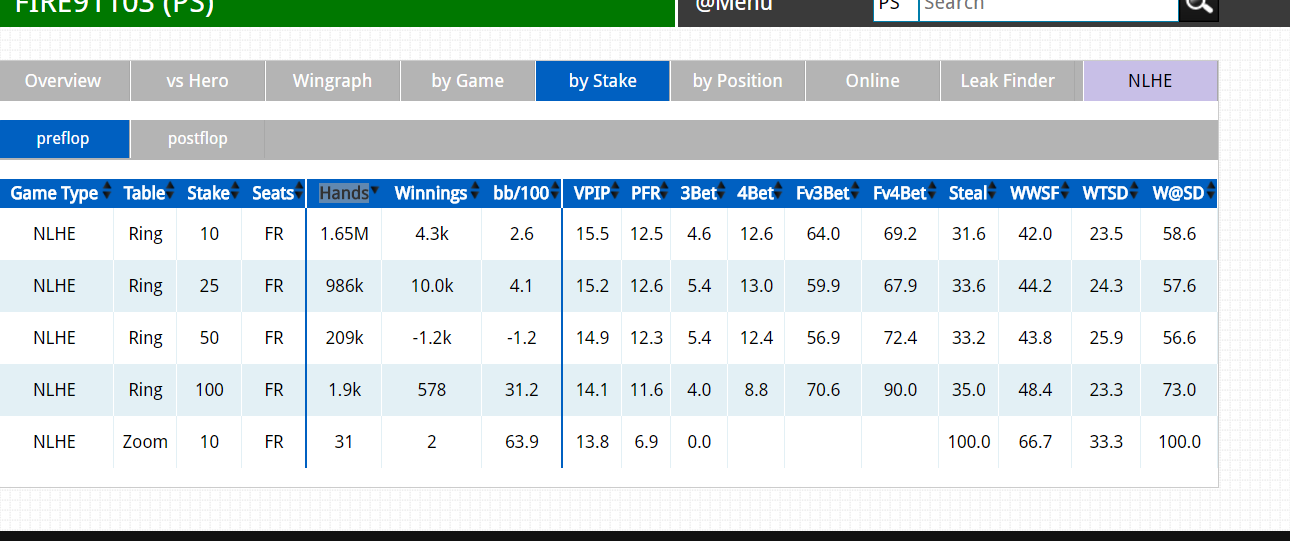 FIRE91103 (PS)
@Menu PS Search
Overview vs Hero Wingraph by Game by Stake by Position Online Leak Finder NLHE
preflop postflop
Game Type Table Stake Seats Hands Winnings bb/100 VPIP PFR 3Bet 4Bet Fv3Bet Fv4Bet Steal WWSF WTSD W@SD
NLHE Ring 10 FR 1.65M 4.3k 2.6 15.5 12.5 4.6 12.6 64.0 69.2 31.6 42.0 23.5 58.6
NLHE Ring 25 FR 986k 10.0k 4.1 15.2 12.6 5.4 13.0 59.9 67.9 33.6 44.2 24.3 57.6
NLHE Ring 50 FR 209k -1.2k -1.2 14.9 12.3 5.4 12.4 56.9 72.4 33.2 43.8 25.9 56.6
NLHE Ring 100 FR 1.9k 578 31.2 14.1 11.6 4.0 8.8 70.6 90.0 35.0 48.4 23.3 73.0
NLHE Zoom 10 FR 31 2 63.9 13.8 6.9 0.0 100.0 66.7 33.3 100.0